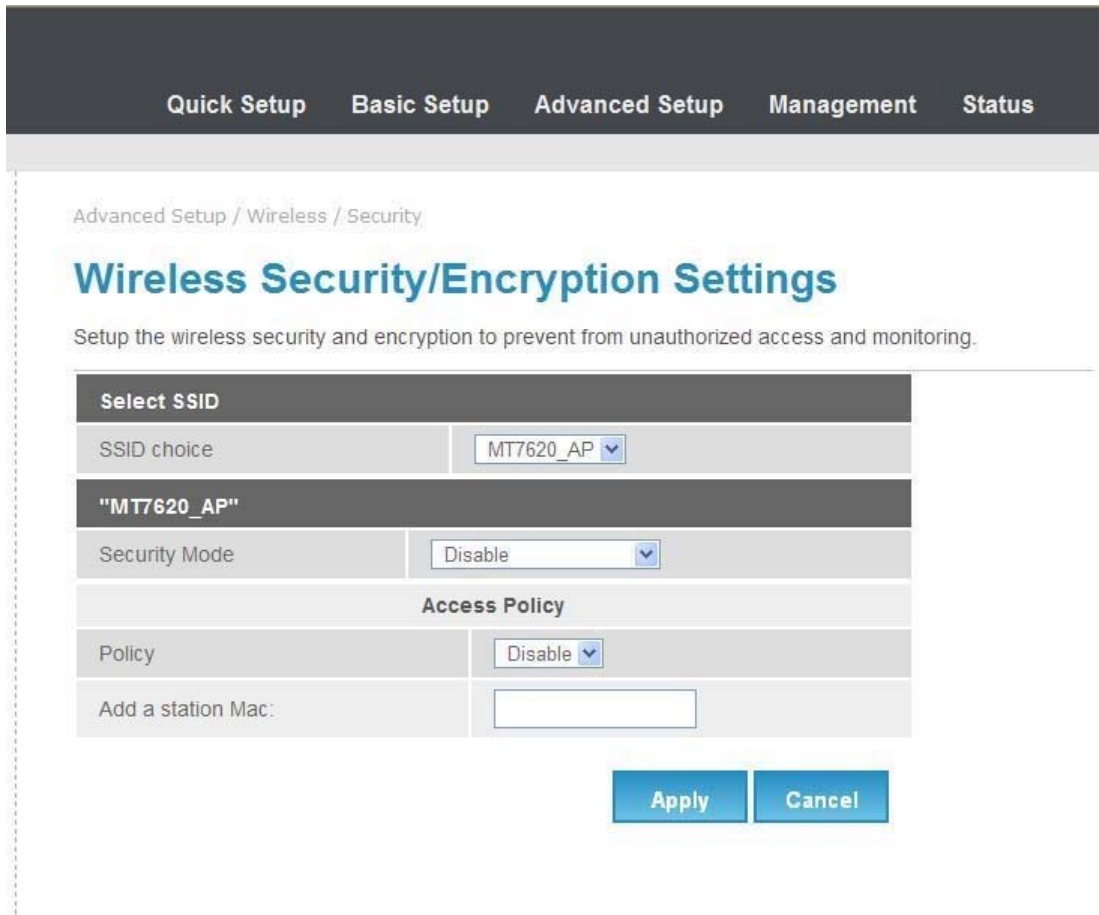 Quick Setup Basic Setup Advanced Setup Management Status
Advanced Setup / Wireless / Security
Wireless Security/Encryption Settings
Setup the wireless security and encryption to prevent from unauthorized access and monitoring.
Select SSID
SSID choice MT7620_AP
"MT7620_AP"
Security Mode Disable
Access Policy
Policy Disable
Add a station Mac:
Apply Cancel